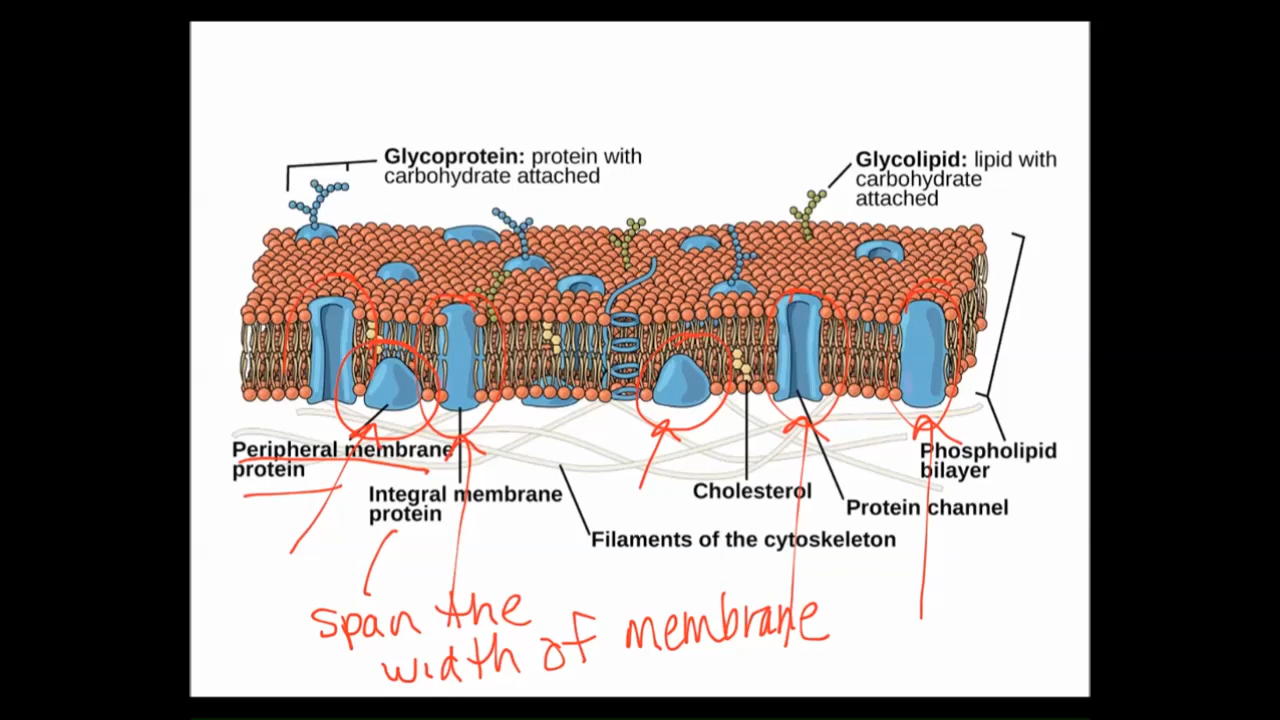 Glycoprotein: protein with
carbohydrate attached
Glycolipid: lipid with
carbohydrate
attached
Peripheral membrane
protein
Integral membrane
protein
Filaments of the cytoskeleton
Cholesterol
Protein channel
Phospholipid
bilayer
span the
width of membrane